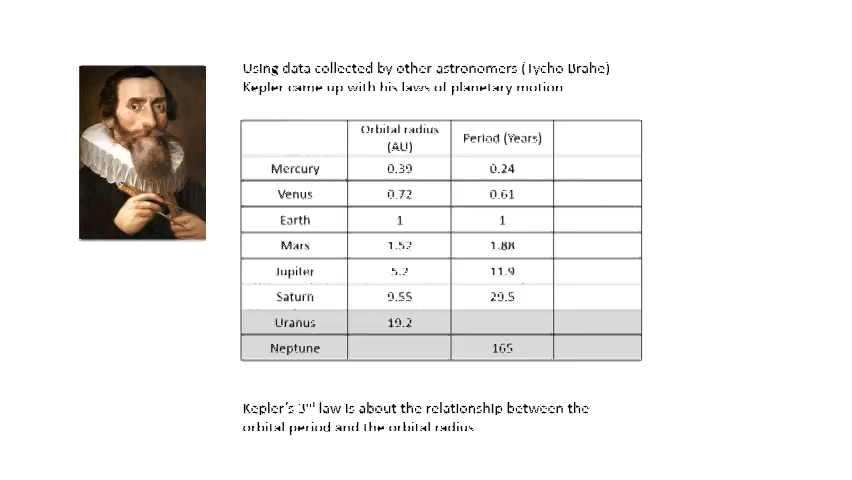 Using data collected by other astronomers (Tycho Brahe)
Kepler came up with his laws of planetary motion
Orbital radius (AU) Period (Years)
Mercury 0.39 0.24
Venus 0.72 0.61
Earth 1 1
Mars 1.52 1.88
Jupiter 5.2 11.9
Saturn 9.55 29.5
Uranus 19.2
Neptune 165
Kepler's 3rd law is about the relationship between the
orbital period and the orbital radius